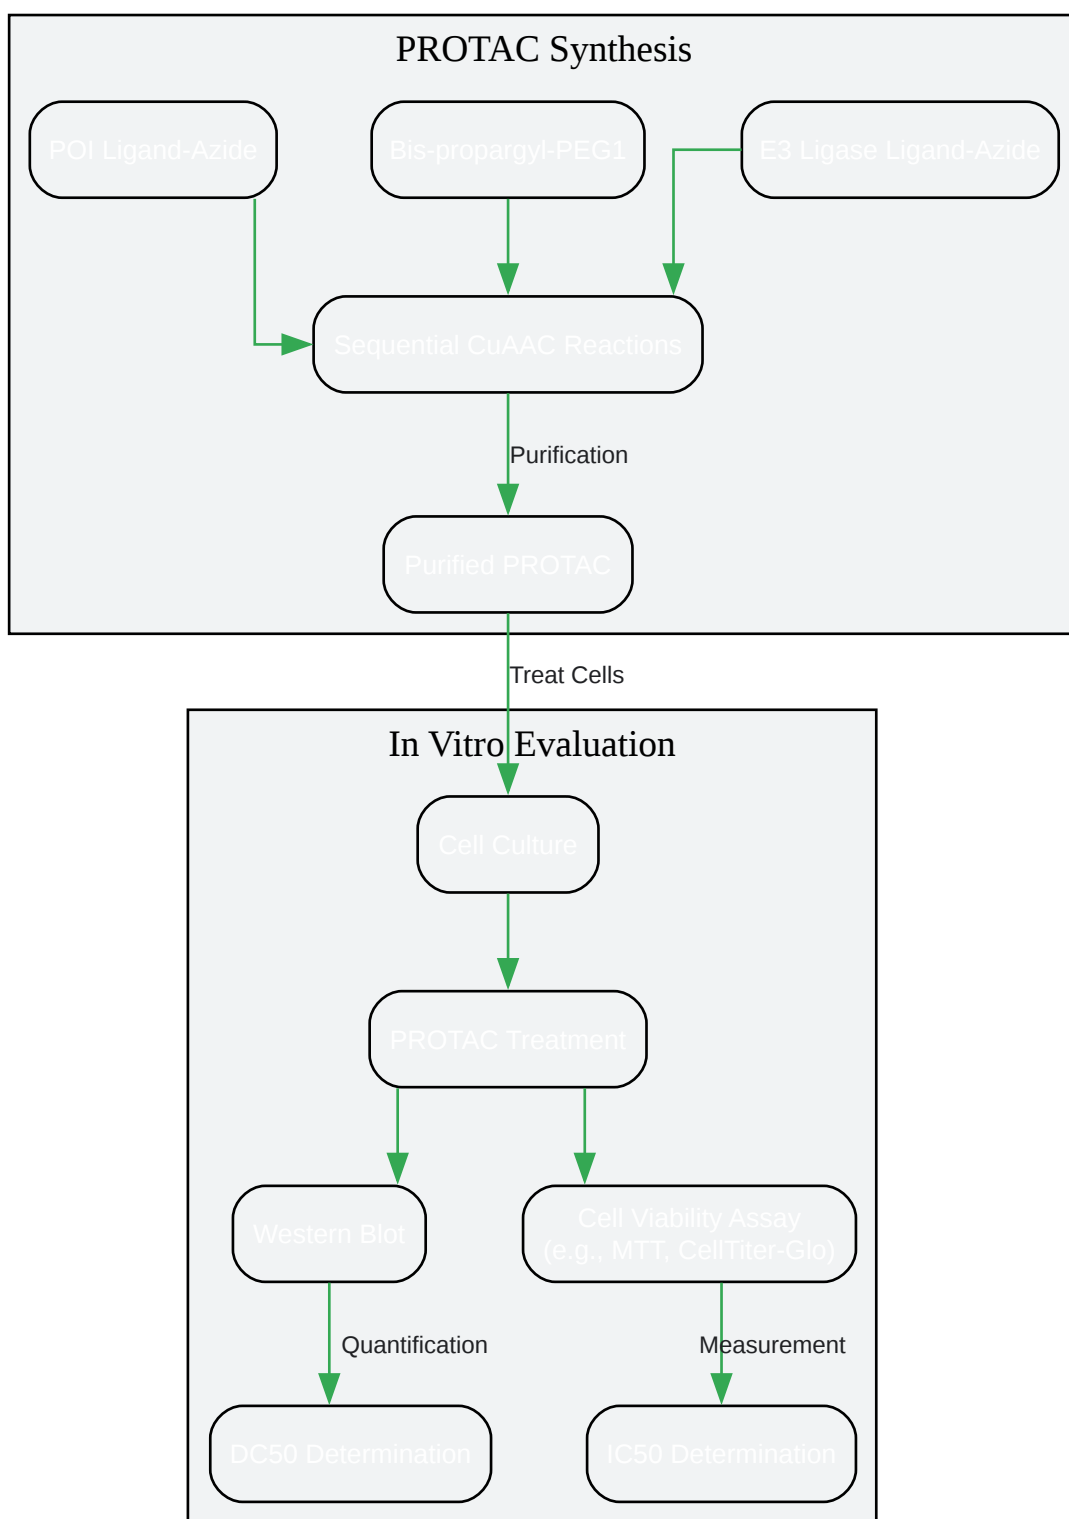 PROTAC Synthesis
POI Ligand-Azide
Bis-propargyl-PEG1
E3 Ligase Ligand-Azide
Sequential CuAAC Reactions
Purification
Purified PROTAC
Treat Cells
In Vitro Evaluation
Cell Culture
PROTAC Treatment
Western Blot
Cell Viability Assay
(e.g., MTT, CellTiter-Glo)
Quantification
Measurement
DC50 Determination
IC50 Determination